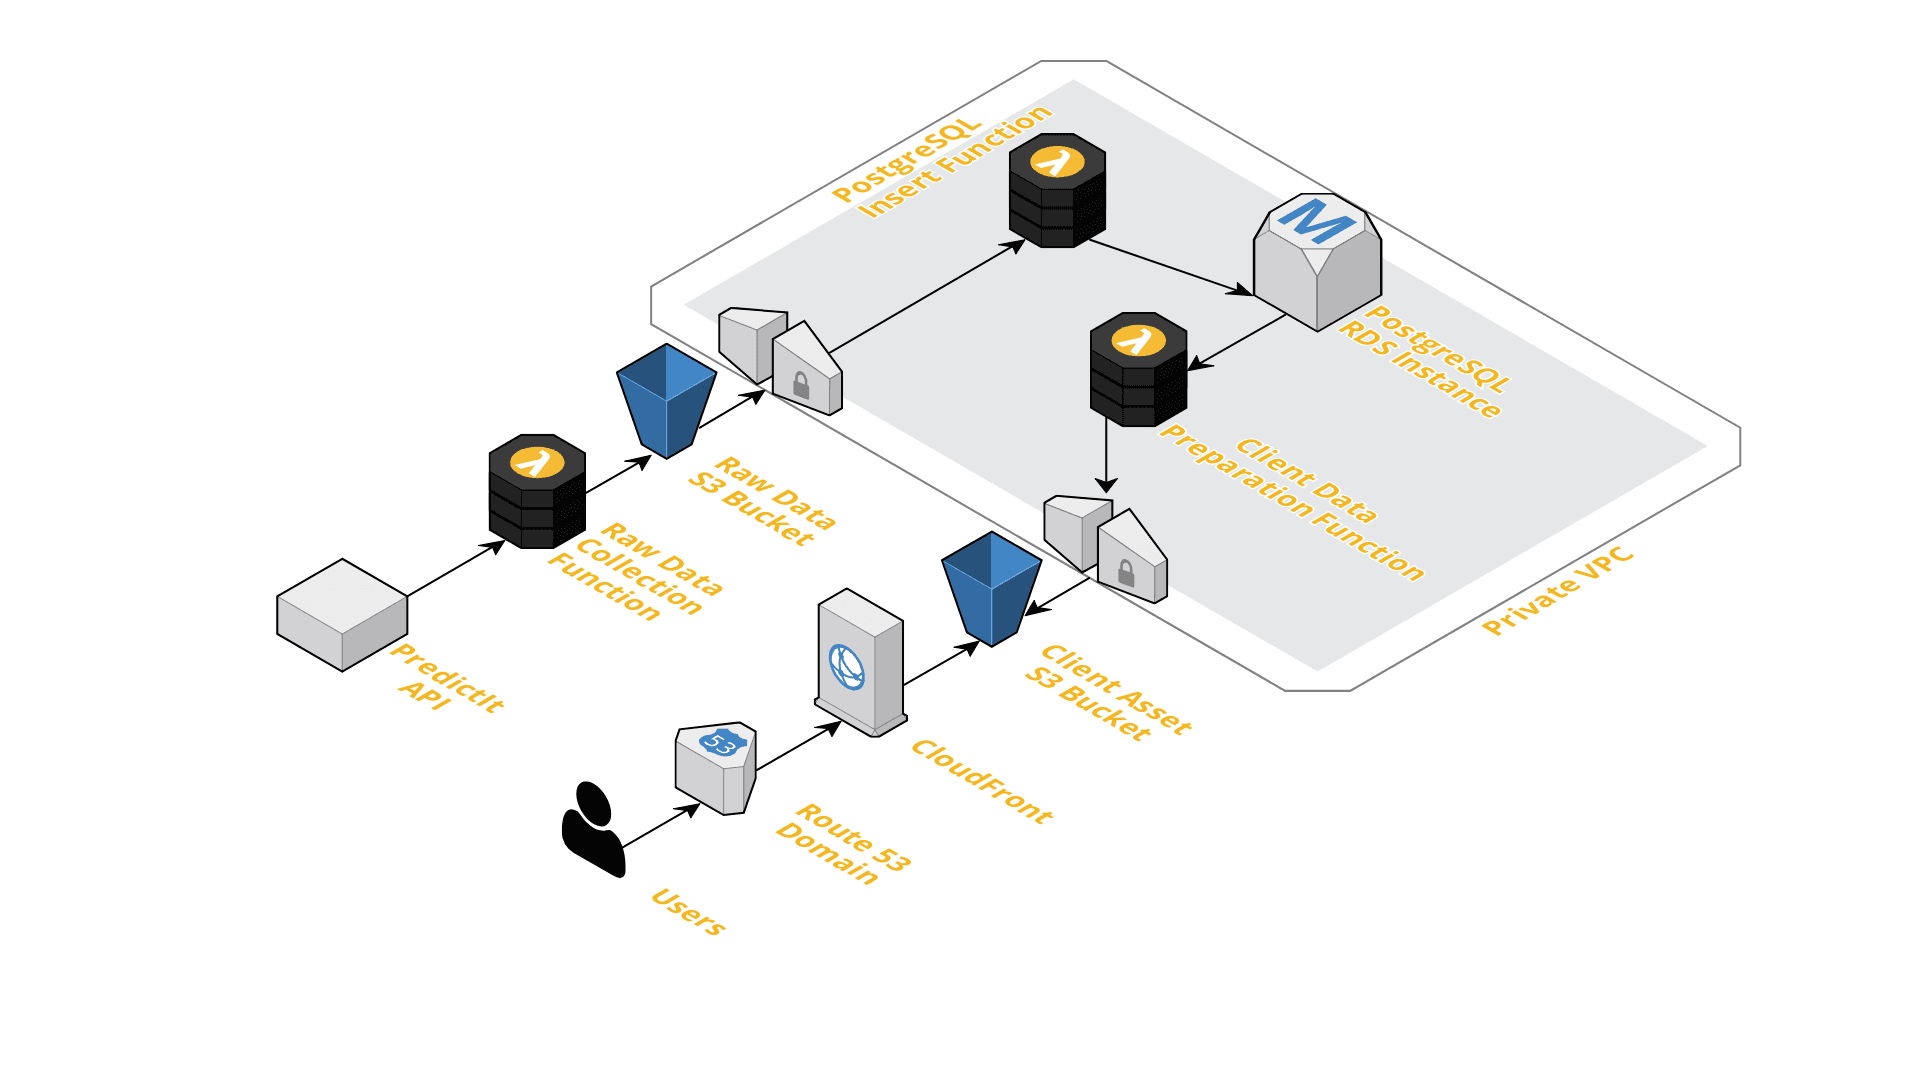 PostgreSQL
Insert Function
λ
M
PostgreSQL
RDS Instance
λ
Client Data
Preparation Function
Private VPC
Raw Data
S3 Bucket
λ
Raw Data
Collection
Function
PredictIt
API
Client Asset
S3 Bucket
CloudFront
53
Route 53
Domain
Users